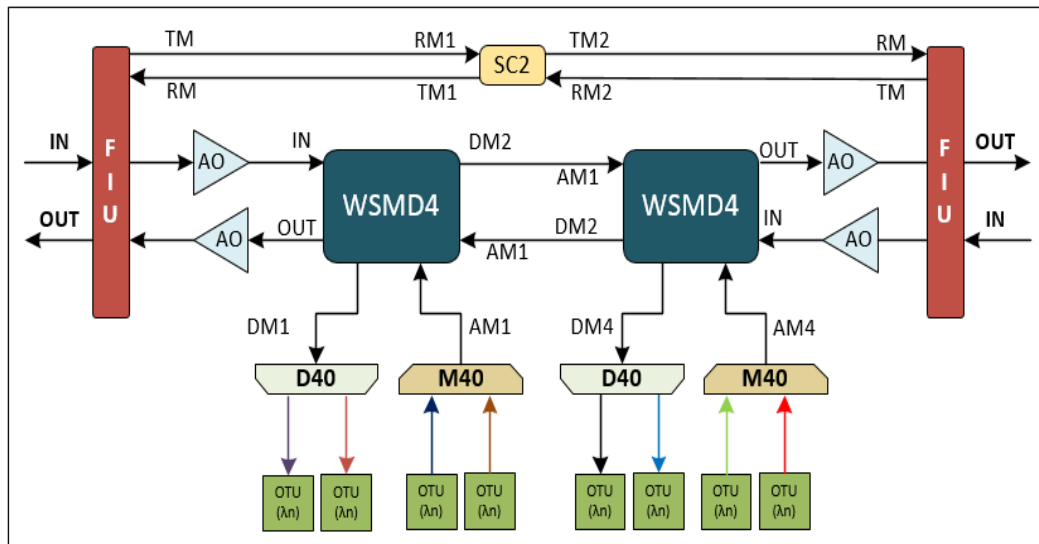 TM RM1 TM2 RM
SC2
RM TM1 RM2 TM
IN FIU AO IN DM2 AM1 OUT AO FIU OUT
WSMD4 WSMD4
OUT AO OUT DM2 AM1 IN AO IN
DM1 AM1 DM4 AM4
D40 M40 D40 M40
OTU OTU OTU OTU OTU OTU OTU OTU
(λn) (λn) (λn) (λn) (λn) (λn) (λn) (λn)